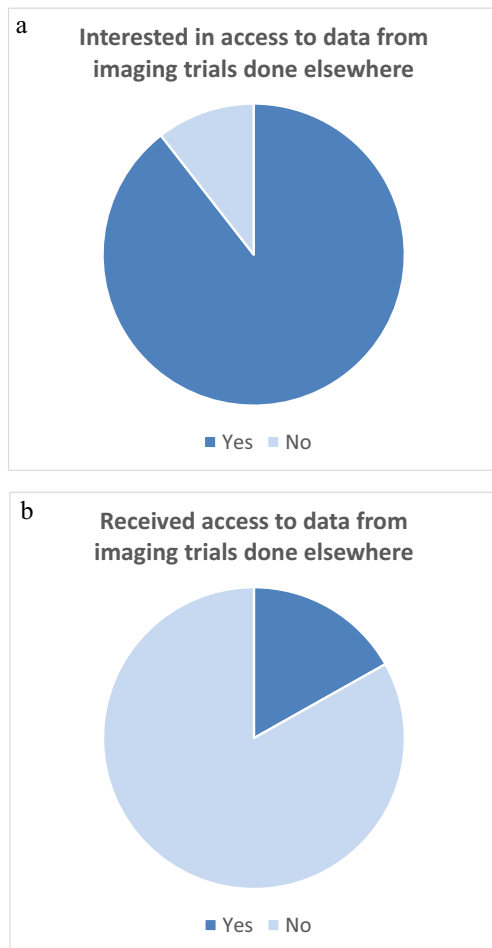 a
Interested in access to data from
imaging trials done elsewhere
Yes No
b
Received access to data from
imaging trials done elsewhere
Yes No